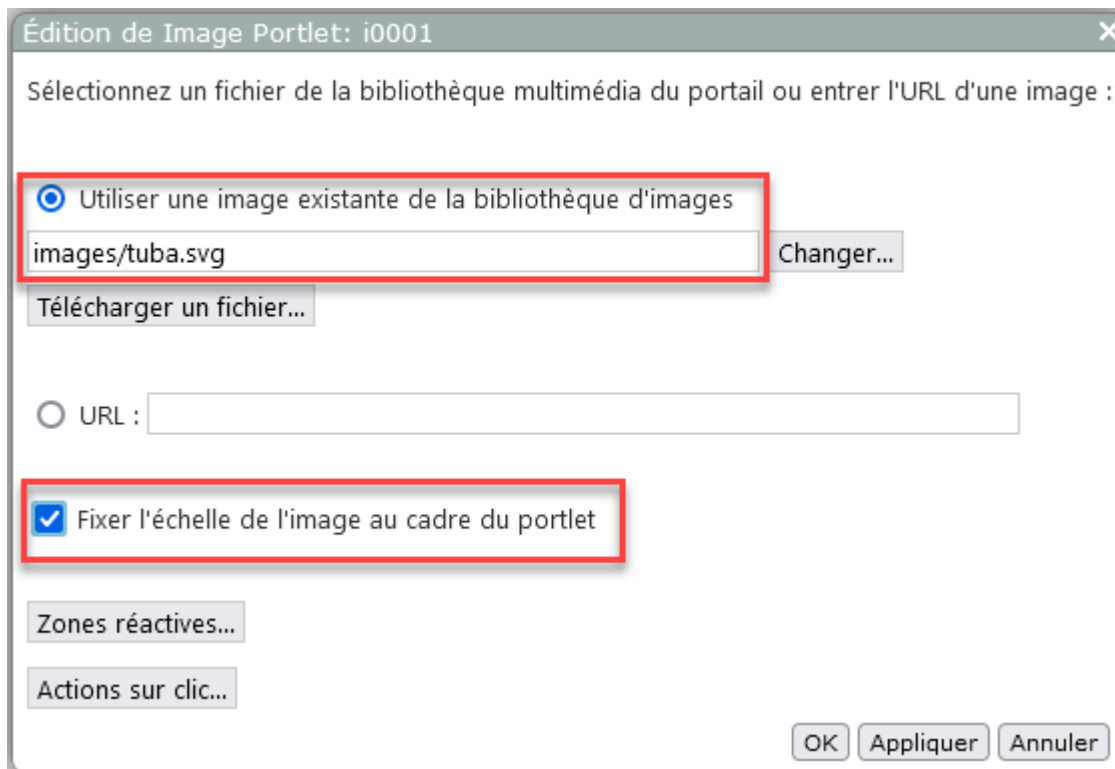 Édition de Image Portlet: i0001
Sélectionnez un fichier de la bibliothèque multimédia du portail ou entrer l'URL d'une image :
Utiliser une image existante de la bibliothèque d'images
images/tuba.svg Changer...
Télécharger un fichier...
URL :
Fixer l'échelle de l'image au cadre du portlet
Zones réactives...
Actions sur clic...
OK Appliquer Annuler